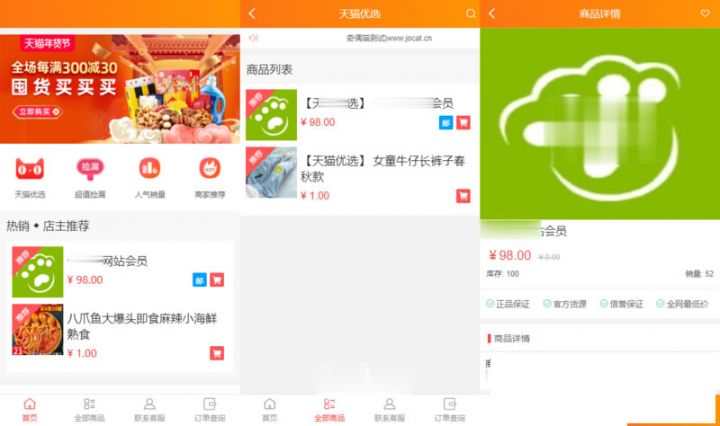 天猫年货节
全场每满300减30
囤货买买买
立即购买
天猫优选
超值捡漏
人气销量
商家推荐
捡漏
HOT
热销 ◆ 店主推荐
推荐
网站会员
¥ 98.00
邮
推荐
八爪鱼大爆头即食麻辣小海鲜
熟食
¥ 1.00
首页
全部商品
联系客服
订单查询
天猫优选
奇偶猫测试jwww.jocat.cn
商品列表
推荐
【天 选】 会员
¥ 98.00
邮
推荐
【天猫优选】 女童牛仔长裤子春
秋款
¥ 1.00
首页
全部商品
联系客服
订单查询
商品详情
站会员
¥98.00 ¥ 0.00
库存: 100
销量: 52
正品保证
官方货源
信誉保证
全网最低价
商品详情